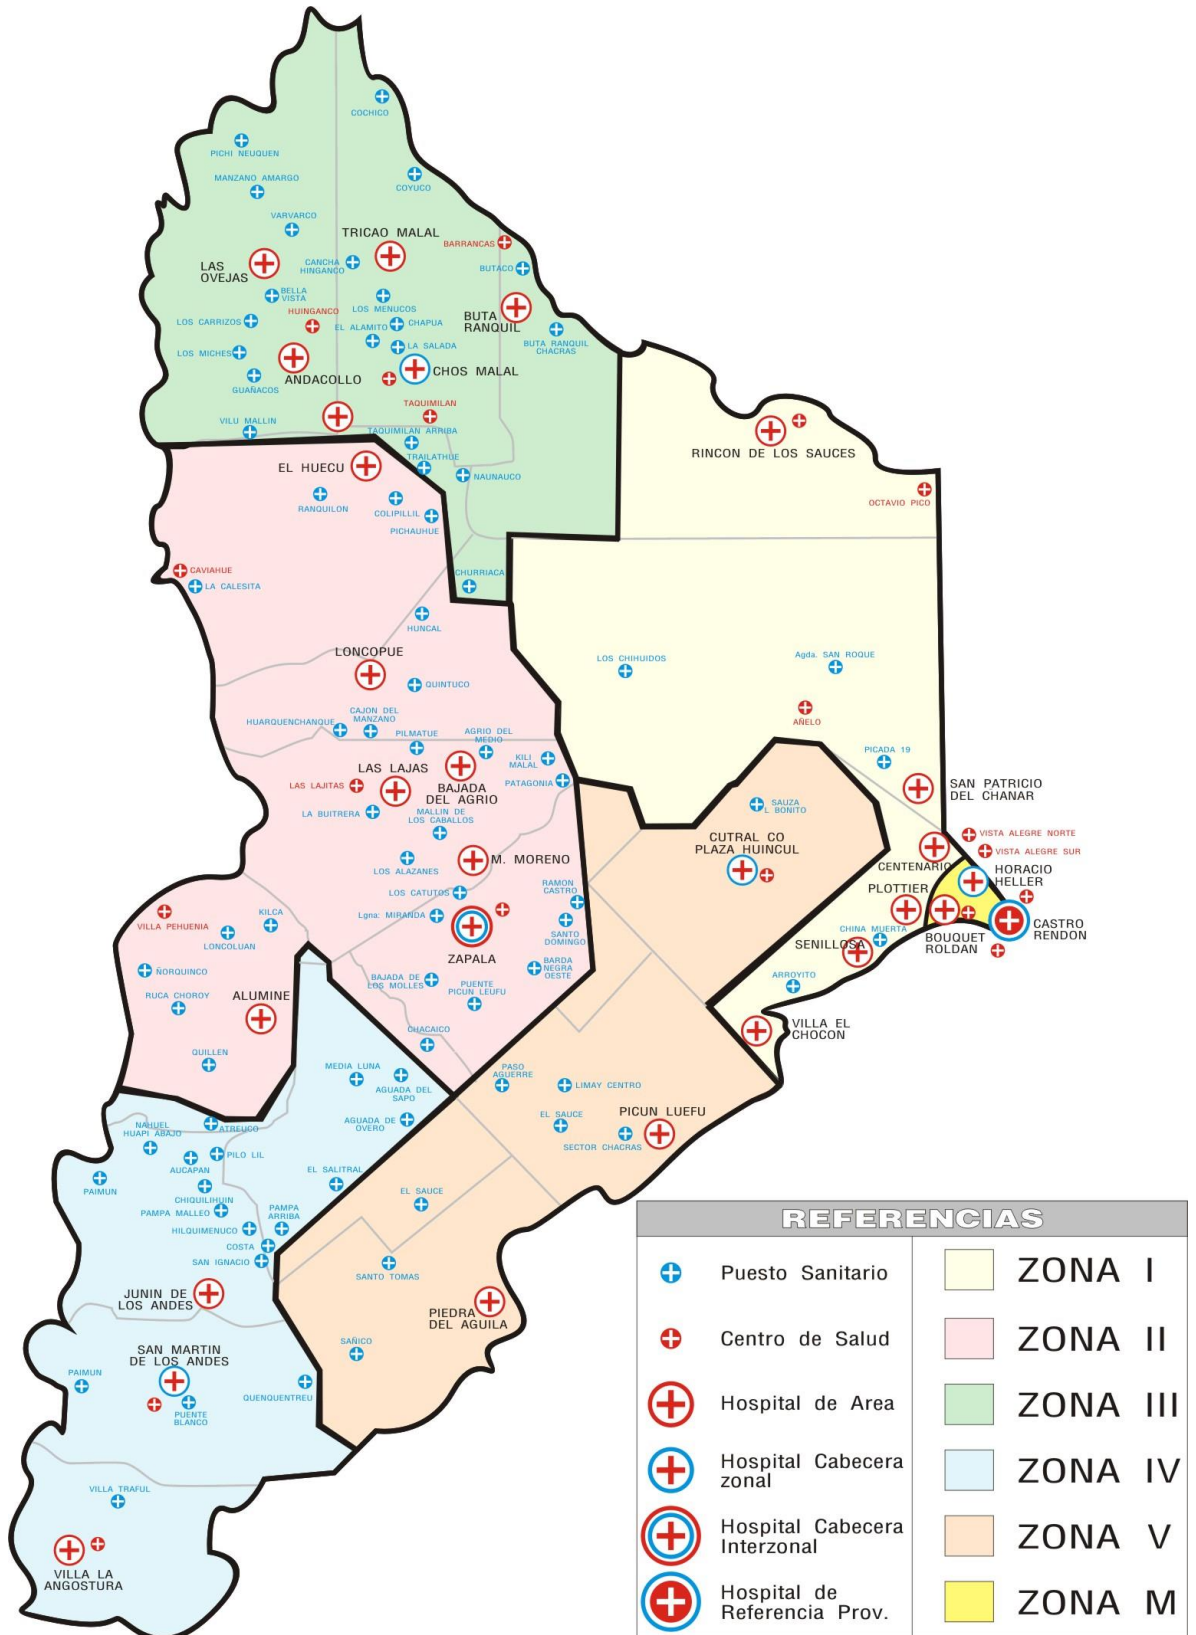 COCHICO
PICHI NEUQUEN
MANZANO AMARGO
COYUCO
VARVARCO
TRICAO MALAL
BARRANCAS
LAS
OVEJAS
CANCHA
HINGANCO
BUTACO
BELLA
VISTA
LOS MENUCOS
HUINGANCO
LOS CARRIZOS
EL ALAMITO
CHAPUA
BUTA
RANQUIL
BUTA RANQUIL
CHACRAS
LOS MICHES
LA SALADA
CHOS MALAL
ANDACOLLO
GUAÑACOS
TAQUIMILAN
VILU MALLIN
TAQUIMILAN ARRIBA
TRAILATHUE
NAUNAUCO
RINCON DE LOS SAUCES
OCTAVIO PICO
EL HUECU
RANQUILON
COLIPILLIL
PICHAUHUE
CAVIAHUE
LA CALESITA
CHURRIACA
HUNCAL
LONCOPUE
QUINTUCO
LOS CHIHUIDOS
Agda. SAN ROQUE
AÑELO
HUARQUENCHANQUE
CAJON DEL
MANZANO
PILMATUE
AGRIO DEL
MEDIO
KILI
MALAL
PATAGONIA
PICADA 19
LAS LAJAS
BAJADA
DEL AGRIO
LAS LAJITAS
LA BUITRERA
MALLIN DE
LOS CABALLOS
SAN PATRICIO
DEL CHANAR
SAUZA
L. BONITO
CUTRAL CO
PLAZA HUINCUL
VISTA ALEGRE NORTE
VISTA ALEGRE SUR
CENTENARIO
HORACIO
HELLER
M. MORENO
LOS ALAZANES
LOS CATUTOS
RAMON
CASTRO
Lgna: MIRANDA
SANTO
DOMINGO
ZAPALA
PLOTTIER
CHINA MUERTA
BOUQUET
ROLDAN
CASTRO
RENDON
SENILLOSA
ARROYITO
VILLA EL
CHOCON
VILLA PEHUENIA
KILCA
LONCOLUAN
ÑORQUINCO
RUCA CHOROY
ALUMINE
QUILLEN
BAJADA DE
LOS MOLLES
PUENTE
PICUN LEUFU
BARDA
NEGRA
OESTE
CHACAICO
MEDIA LUNA
AGUADA DEL
SAPO
AGUADA DE
OVERO
PASO
AGUERRE
LIMAY CENTRO
EL SAUCE
PICUN LUEFU
SECTOR CHACRAS
NAHUEL
HUAPI ABAJO
ATREUCO
PILO LIL
AUCAPAN
PAIMUN
CHIQUILIHUIN
PAMPA MALLEO
EL SALITRAL
PAMPA
ARRIBA
HILQUIMENUCO
COSTA
SAN IGNACIO
EL SAUCE
SANTO TOMAS
JUNIN DE
LOS ANDES
PIEDRA
DEL AGUILA
SAÑICO
SAN MARTIN
DE LOS ANDES
PAIMUN
PUENTE
BLANCO
QUENQUENTREU
VILLA TRAFUL
VILLA LA
ANGOSTURA
REFERENCIAS
Puesto Sanitario
Centro de Salud
Hospital de Area
Hospital Cabecera
zonal
Hospital Cabecera
Interzonal
Hospital de
Referencia Prov.
ZONA I
ZONA II
ZONA III
ZONA IV
ZONA V
ZONA M